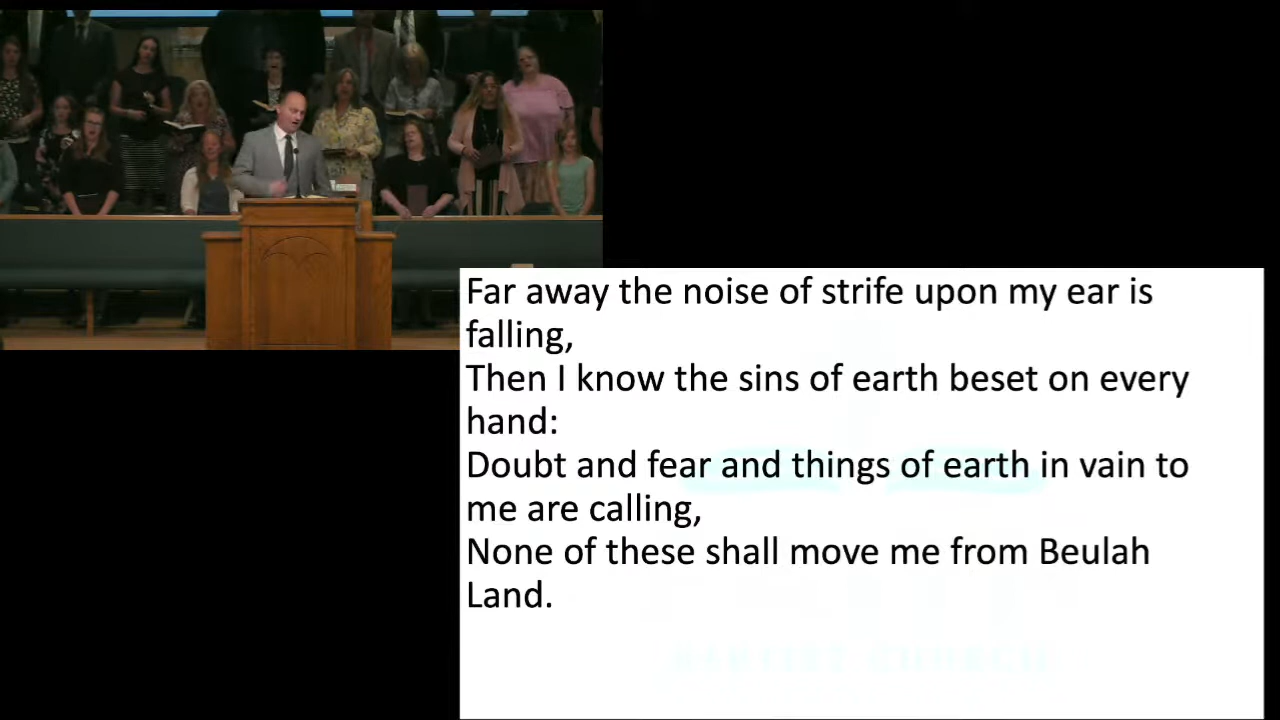 Far away the noise of strife upon my ear is
falling,
Then I know the sins of earth beset on every
hand:
Doubt and fear and things of earth in vain to
me are calling,
None of these shall move me from Beulah
Land.
BAPTIST CHURCH